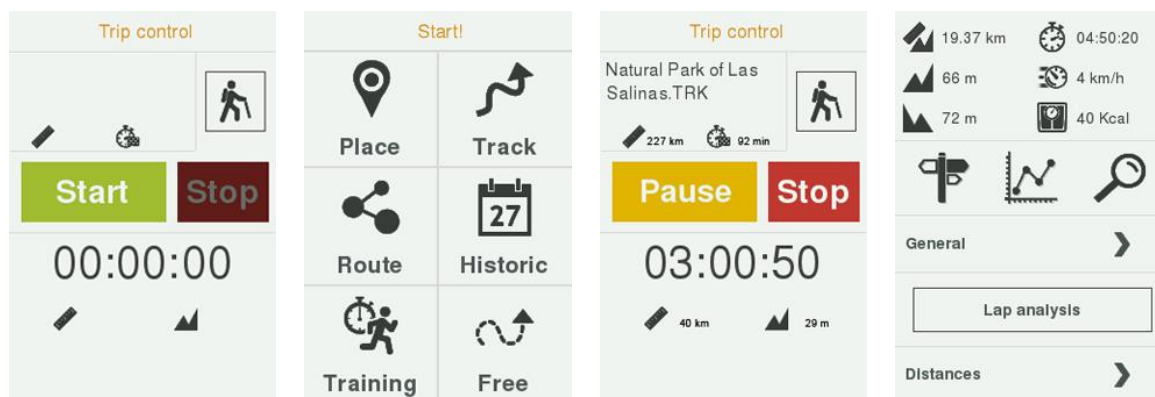 Trip control
Start
Stop
00:00:00
Start!
Place
Track
27
Route
Historic
Training
Free
Trip control
Natural Park of Las
Salinas.TRK
227 km
92 min
Pause
Stop
03:00:50
40 km
29 m
19.37 km
04:50:20
66 m
4 km/h
72 m
40 Kcal
General
Lap analysis
Distances